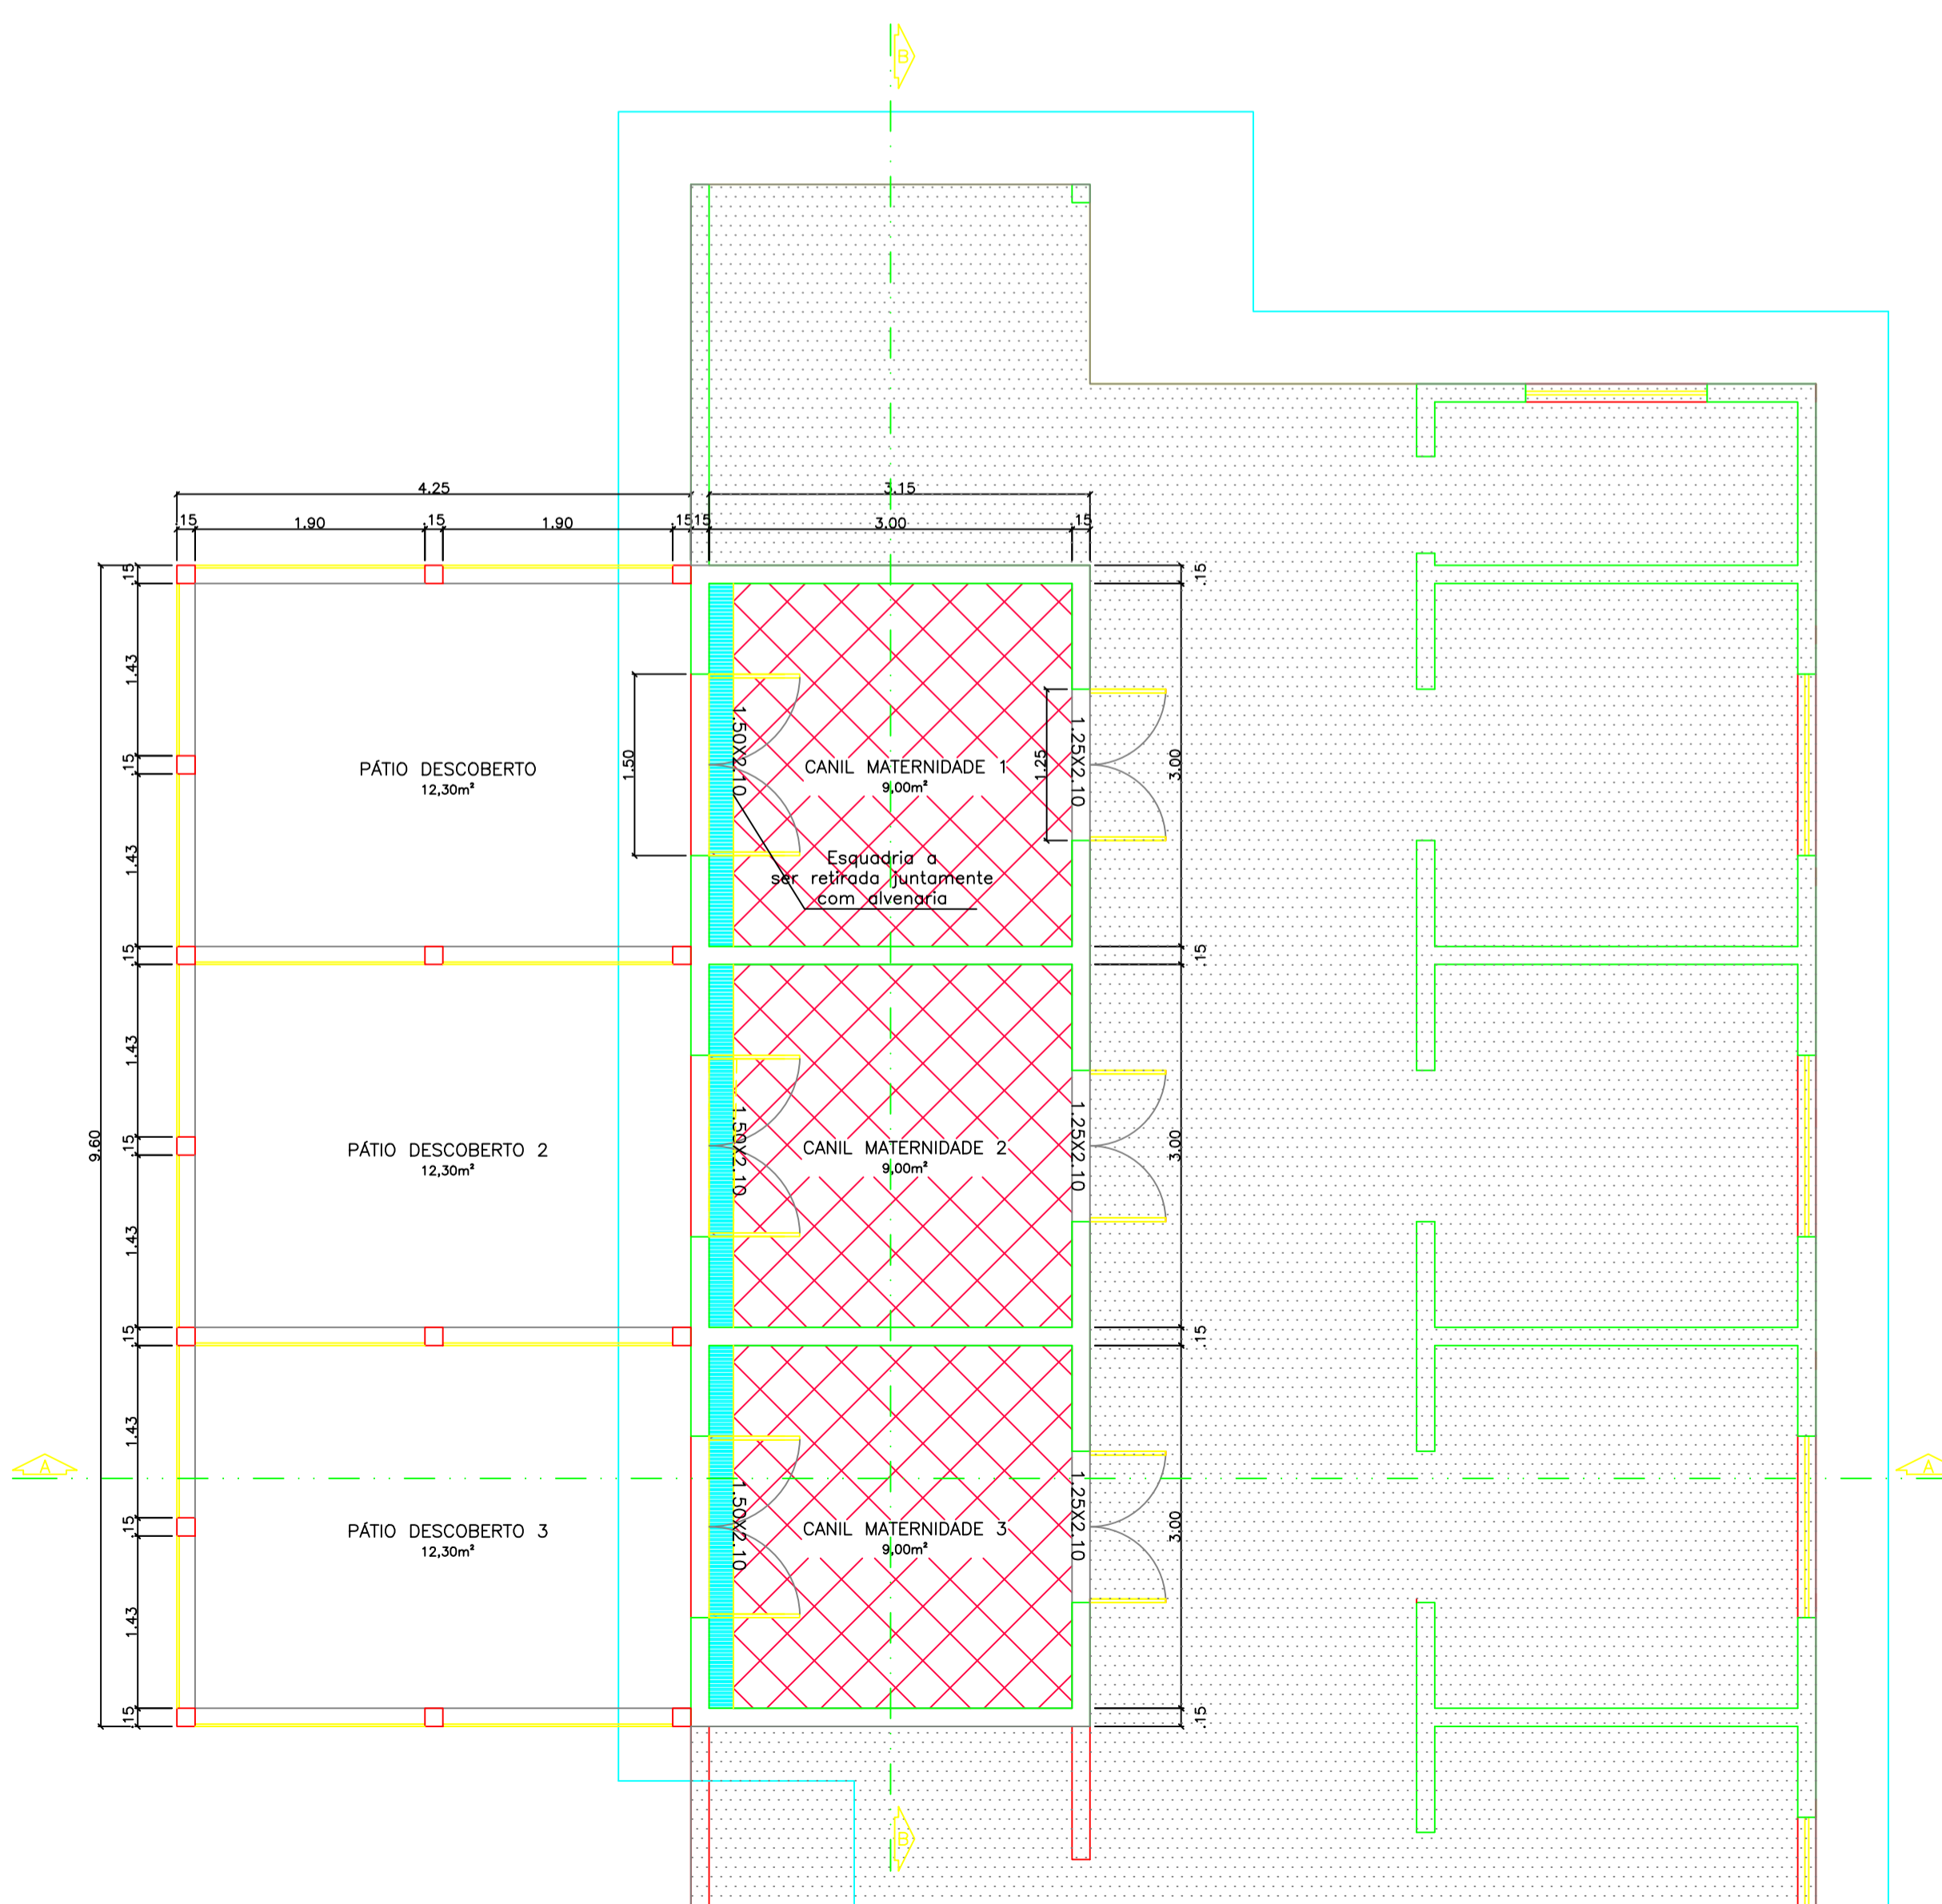 B
4.25
3.15
.15
1.90
.15
1.90
.15
15
3.00
.15
.15
.15
1.43
.15
1.43
.15
1.43
.15
1.43
.15
1.43
.15
1.43
.15
9.60
PÁTIO DESCOBERTO
12,30m²
1.50
1.50X2.10
CANIL MATERNIDADE 1
9,00m²
1.25
1.25X2.10
3.00
Esquadria a
ser retirada juntamente
com alvenaria
.15
PÁTIO DESCOBERTO 2
12,30m²
1.50X2.10
CANIL MATERNIDADE 2
9,00m²
1.25X2.10
3.00
.15
A
A
PÁTIO DESCOBERTO 3
12,30m²
1.50X2.10
CANIL MATERNIDADE 3
9,00m²
1.25X2.10
3.00
.15
B